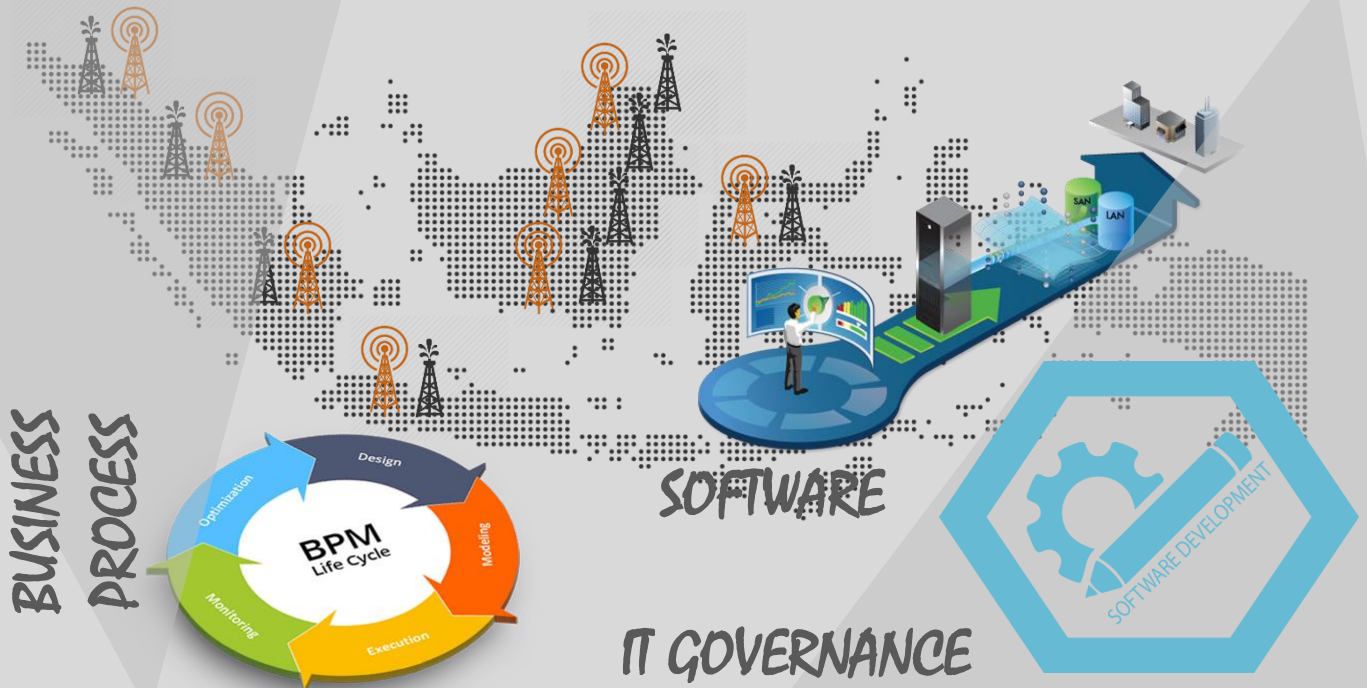 SAN
LAN
BUSINESS
PROCESS
Design
Optimization
Modeling
BPM
Life Cycle
Monitoring
Execution
SOFTWARE
SOFTWARE DEVELOPMENT
IT GOVERNANCE